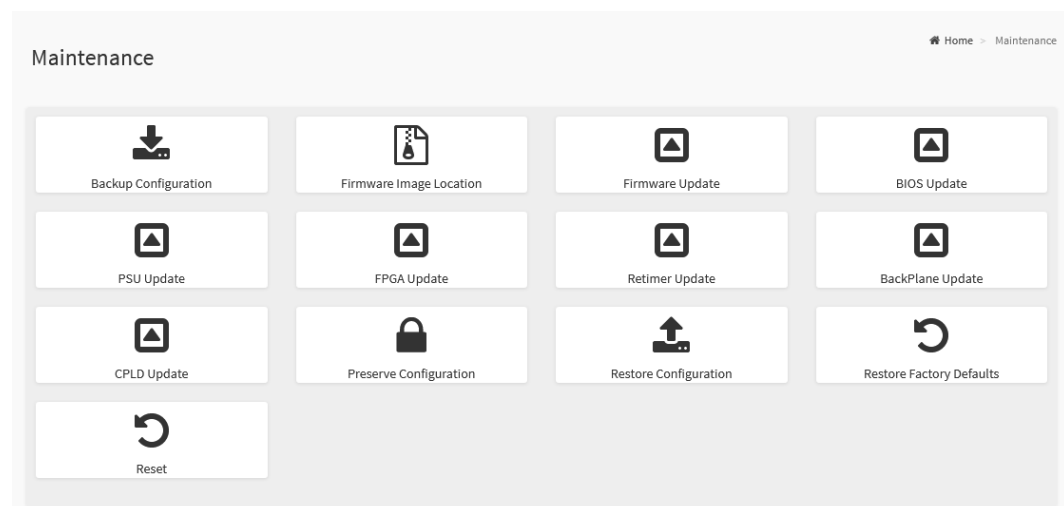 Home > Maintenance
Maintenance
Backup Configuration
Firmware Image Location
Firmware Update
BIOS Update
PSU Update
FPGA Update
Retimer Update
BackPlane Update
CPLD Update
Preserve Configuration
Restore Configuration
Restore Factory Defaults
Reset